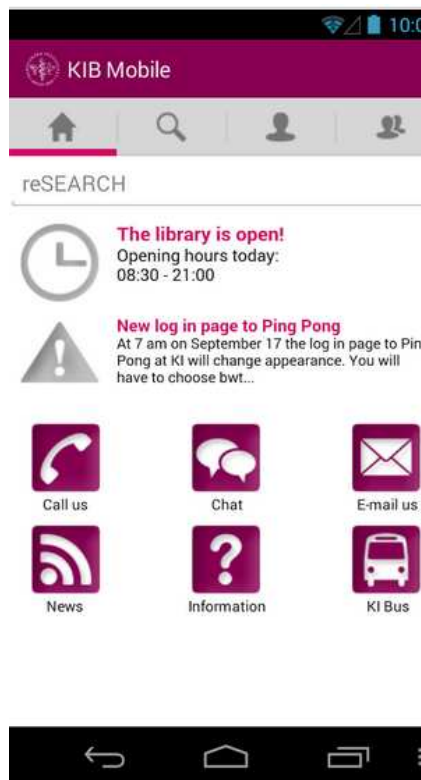 10:0
KIB Mobile
reSEARCH
The library is open!
Opening hours today:
08:30 - 21:00
New log in page to Ping Pong
At 7 am on September 17 the log in page to Pin
Pong at KI will change appearance. You will
have to choose bwt...
Call us
Chat
E-mail us
News
Information
KI Bus